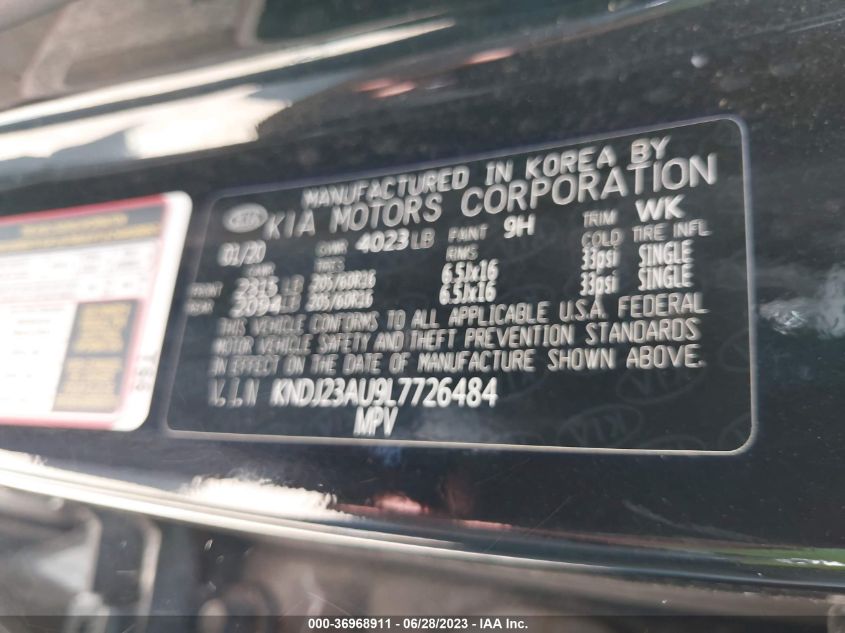 MANUFACTURED IN KOREA BY
KIA KIA MOTORS CORPORATION
01/20 GVWR 4023 LB PAINT 9H TRIM WK
GAWR TIRES RIMS COLD TIRE INFL
FRONT LB 205/60R16 6.5Jx16 33psi SINGLE
REAR 2094 LB 205/60R16 6.5Jx16 33psi SINGLE
THIS VEHICLE CONFORMS TO ALL APPLICABLE U.S.A. FEDERAL
MOTOR VEHICLE SAFETY AND THEFT PREVENTION STANDARDS
IN EFFECT ON THE DATE OF MANUFACTURE SHOWN ABOVE.
V.I.N KNDJ23AU9L7726484
MPV
000-36968911 - 06/28/2023 - IAA Inc.